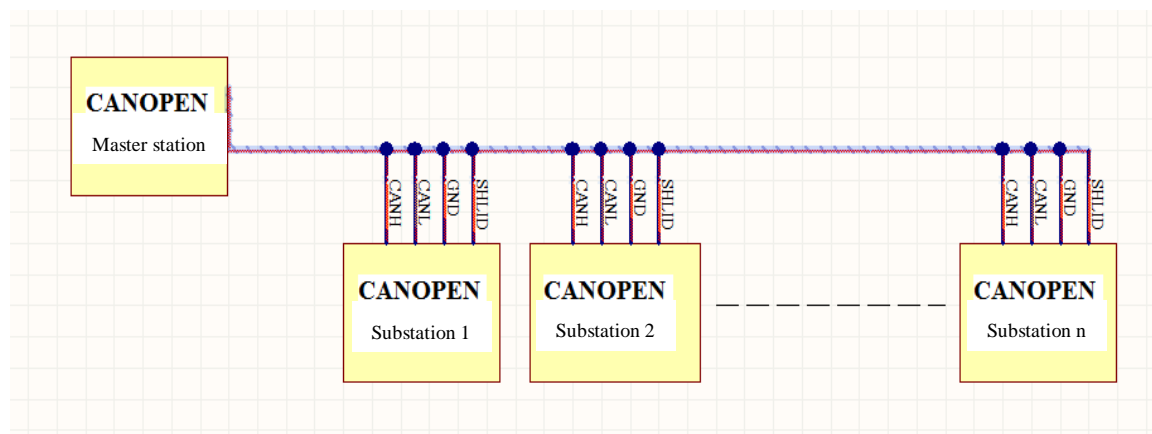 CANOPEN
Master station
CANH
CANL
GND
SHLID
CANH
CANL
GND
SHLID
CANH
CANL
GND
SHLID
CANOPEN
Substation 1
CANOPEN
Substation 2
CANOPEN
Substation n